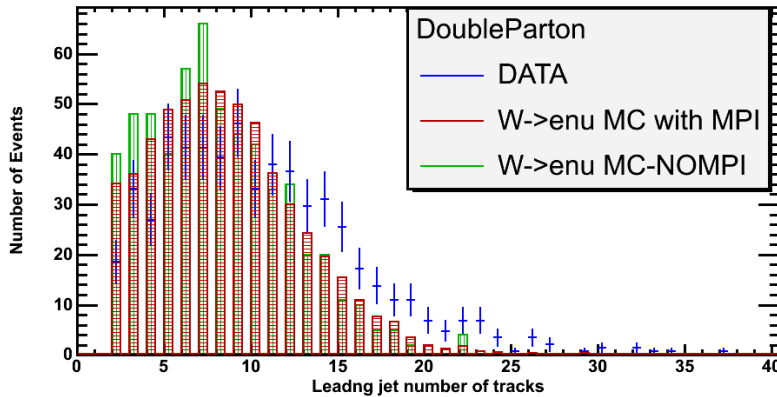 DoubleParton
DATA
W->enu MC with MPI
W->enu MC-NOMPI
Number of Events
60
50
40
30
20
10
0
0 5 10 15 20 25 30 35 40
Leadng jet number of tracks